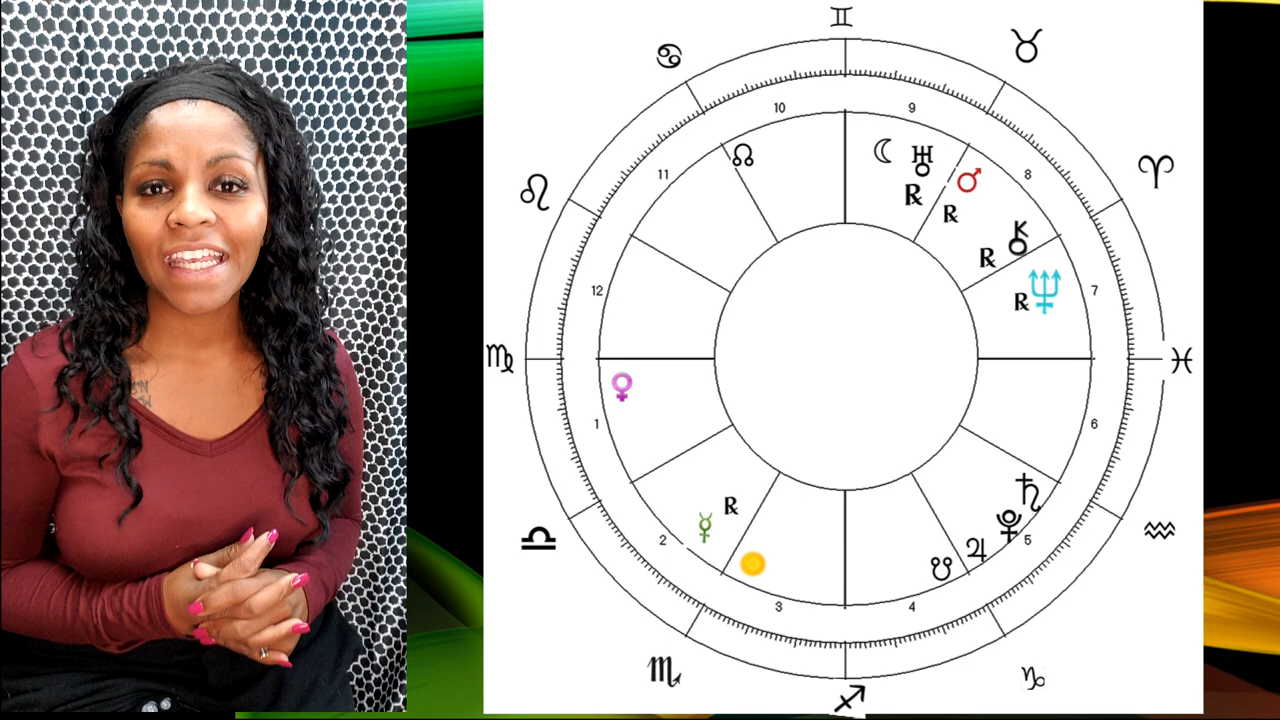 ♊
♋ ♉
10 9
☊ ☾ ♅
11 ♂ 8 ♈
♌ ℞ ℞
℞ ⚷
12 ♆ 7
℞
♍ ♓
♀
1 6
♄
☿ ℞ ♇
♎ 2 5 ♒
♃
☋
3 4
♏ ♑
♐